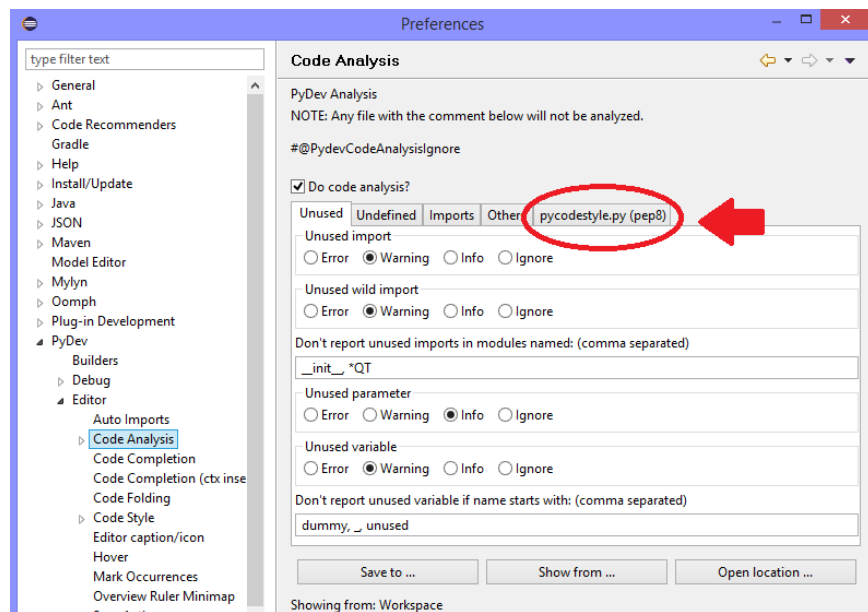 Preferences
type filter text
General
Ant
Code Recommenders
Gradle
Help
Install/Update
Java
JSON
Maven
Model Editor
Mylyn
Oomph
Plug-in Development
PyDev
Builders
Debug
Editor
Auto Imports
Code Analysis
Code Completion
Code Completion (ctx inse
Code Folding
Code Style
Editor caption/icon
Hover
Mark Occurrences
Overview Ruler Minimap
Code Analysis
PyDev Analysis
NOTE: Any file with the comment below will not be analyzed.
#@PydevCodeAnalysisIgnore
Do code analysis?
Unused Undefined Imports Other pycodestyle.py (pep8)
Unused import
Error Warning Info Ignore
Unused wild import
Error Warning Info Ignore
Don't report unused imports in modules named: (comma separated)
__init__, *QT
Unused parameter
Error Warning Info Ignore
Unused variable
Error Warning Info Ignore
Don't report unused variable if name starts with: (comma separated)
dummy, _, unused
Save to ... Show from ... Open location ...
Showing from: Workspace